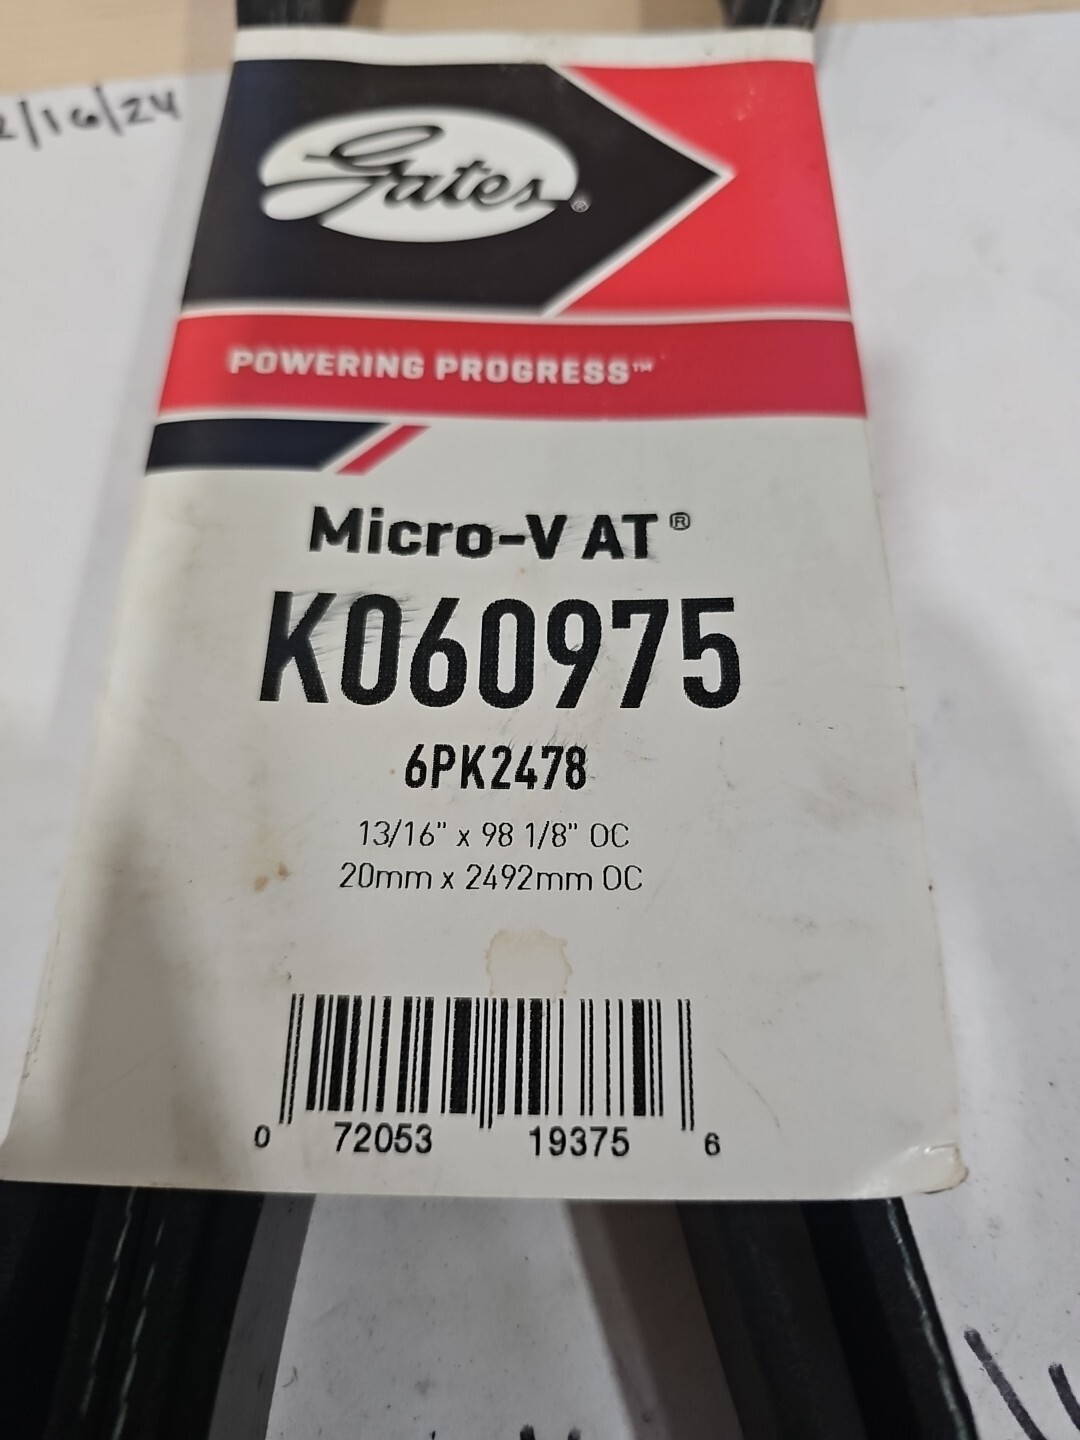 2/16/24
Gates®
POWERING PROGRESS™
Micro-V AT®
K060975
6PK2478
13/16" x 98 1/8" OC
20mm x 2492mm OC
0 72053 19375 6